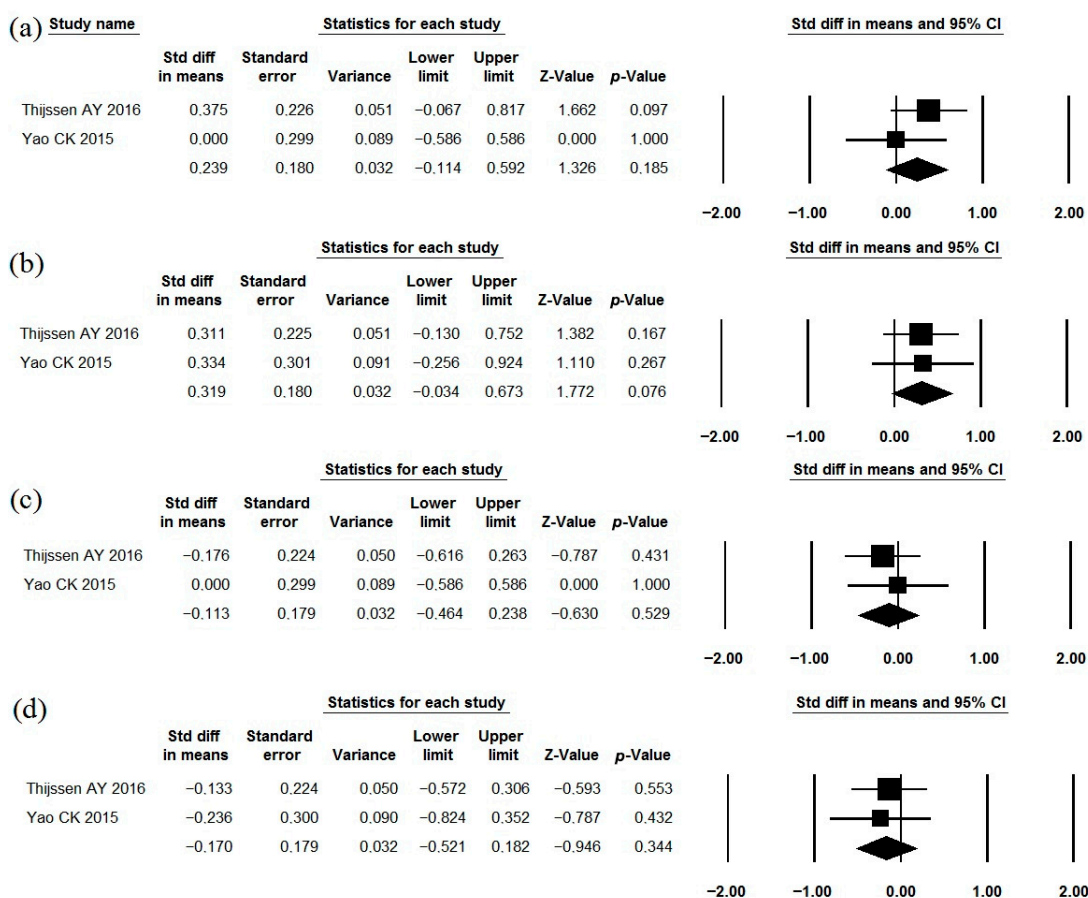 (a) Study name Statistics for each study Std diff in means and 95% CI
Std diff Standard Lower Upper
in means error Variance limit limit Z-Value p-Value
Thijssen AY 2016 0.375 0.226 0.051 −0.067 0.817 1.662 0.097
Yao CK 2015 0.000 0.299 0.089 −0.586 0.586 0.000 1.000
0.239 0.180 0.032 −0.114 0.592 1.326 0.185
−2.00 −1.00 0.00 1.00 2.00
(b) Statistics for each study Std diff in means and 95% CI
Std diff Standard Lower Upper
in means error Variance limit limit Z-Value p-Value
Thijssen AY 2016 0.311 0.225 0.051 −0.130 0.752 1.382 0.167
Yao CK 2015 0.334 0.301 0.091 −0.256 0.924 1.110 0.267
0.319 0.180 0.032 −0.034 0.673 1.772 0.076
−2.00 −1.00 0.00 1.00 2.00
(c) Statistics for each study Std diff in means and 95% CI
Std diff Standard Lower Upper
in means error Variance limit limit Z-Value p-Value
Thijssen AY 2016 −0.176 0.224 0.050 −0.616 0.263 −0.787 0.431
Yao CK 2015 0.000 0.299 0.089 −0.586 0.586 0.000 1.000
−0.113 0.179 0.032 −0.464 0.238 −0.630 0.529
−2.00 −1.00 0.00 1.00 2.00
(d) Statistics for each study Std diff in means and 95% CI
Std diff Standard Lower Upper
in means error Variance limit limit Z-Value p-Value
Thijssen AY 2016 −0.133 0.224 0.050 −0.572 0.306 −0.593 0.553
Yao CK 2015 −0.236 0.300 0.090 −0.824 0.352 −0.787 0.432
−0.170 0.179 0.032 −0.521 0.182 −0.946 0.344
−2.00 −1.00 0.00 1.00 2.00